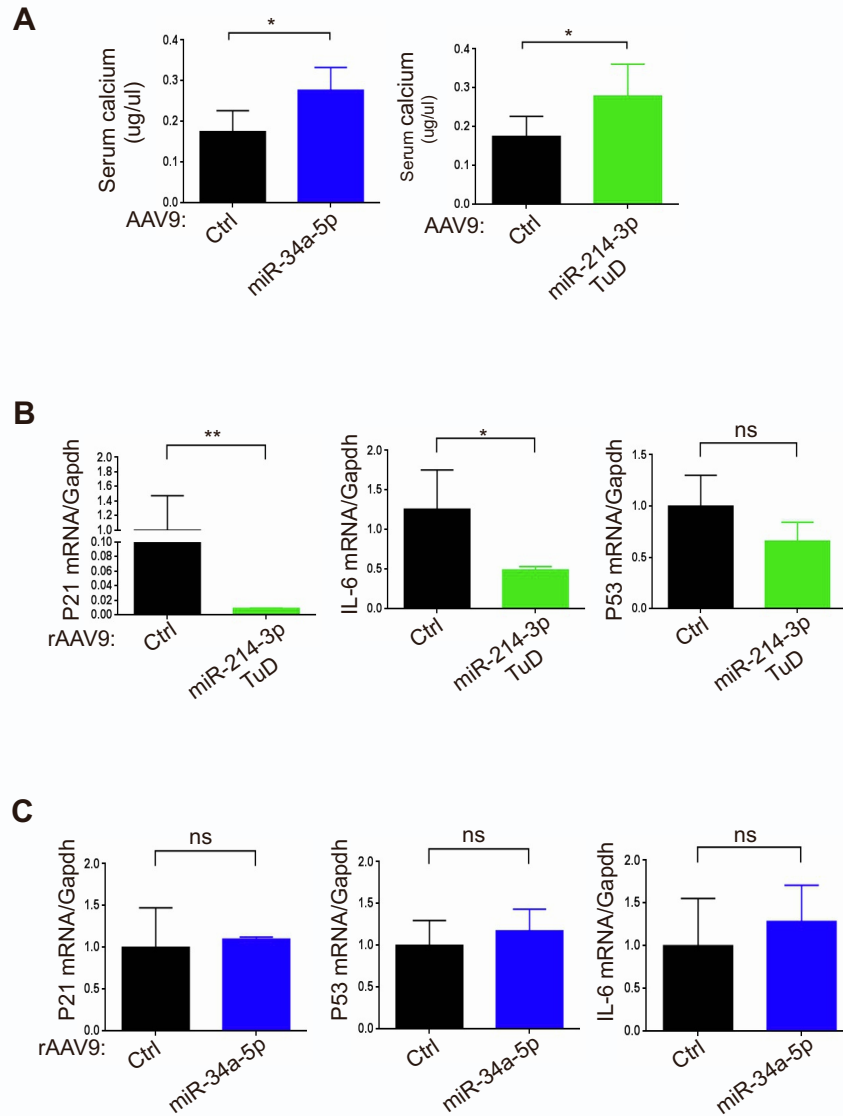 A
*
Serum calcium
(ug/ul)
0.4
0.3
0.2
0.1
0.0
AAV9:
Ctrl
miR-34a-5p
*
Serum calcium
(ug/ul)
0.4
0.3
0.2
0.1
0.0
AAV9:
Ctrl
miR-214-3p
TuD
B
**
P21 mRNA/Gapdh
2.0
1.8
1.6
1.4
1.2
1.0
0.10
0.08
0.06
0.04
0.02
0.00
rAAV9:
Ctrl
miR-214-3p
TuD
*
IL-6 mRNA/Gapdh
2.0
1.5
1.0
0.5
0.0
Ctrl
miR-214-3p
TuD
ns
P53 mRNA/Gapdh
1.5
1.0
0.5
0.0
Ctrl
miR-214-3p
TuD
C
ns
P21 mRNA/Gapdh
2.0
1.5
1.0
0.5
0.0
rAAV9:
Ctrl
miR-34a-5p
ns
P53 mRNA/Gapdh
2.0
1.5
1.0
0.5
0.0
Ctrl
miR-34a-5p
ns
IL-6 mRNA/Gapdh
2.0
1.5
1.0
0.5
0.0
Ctrl
miR-34a-5p